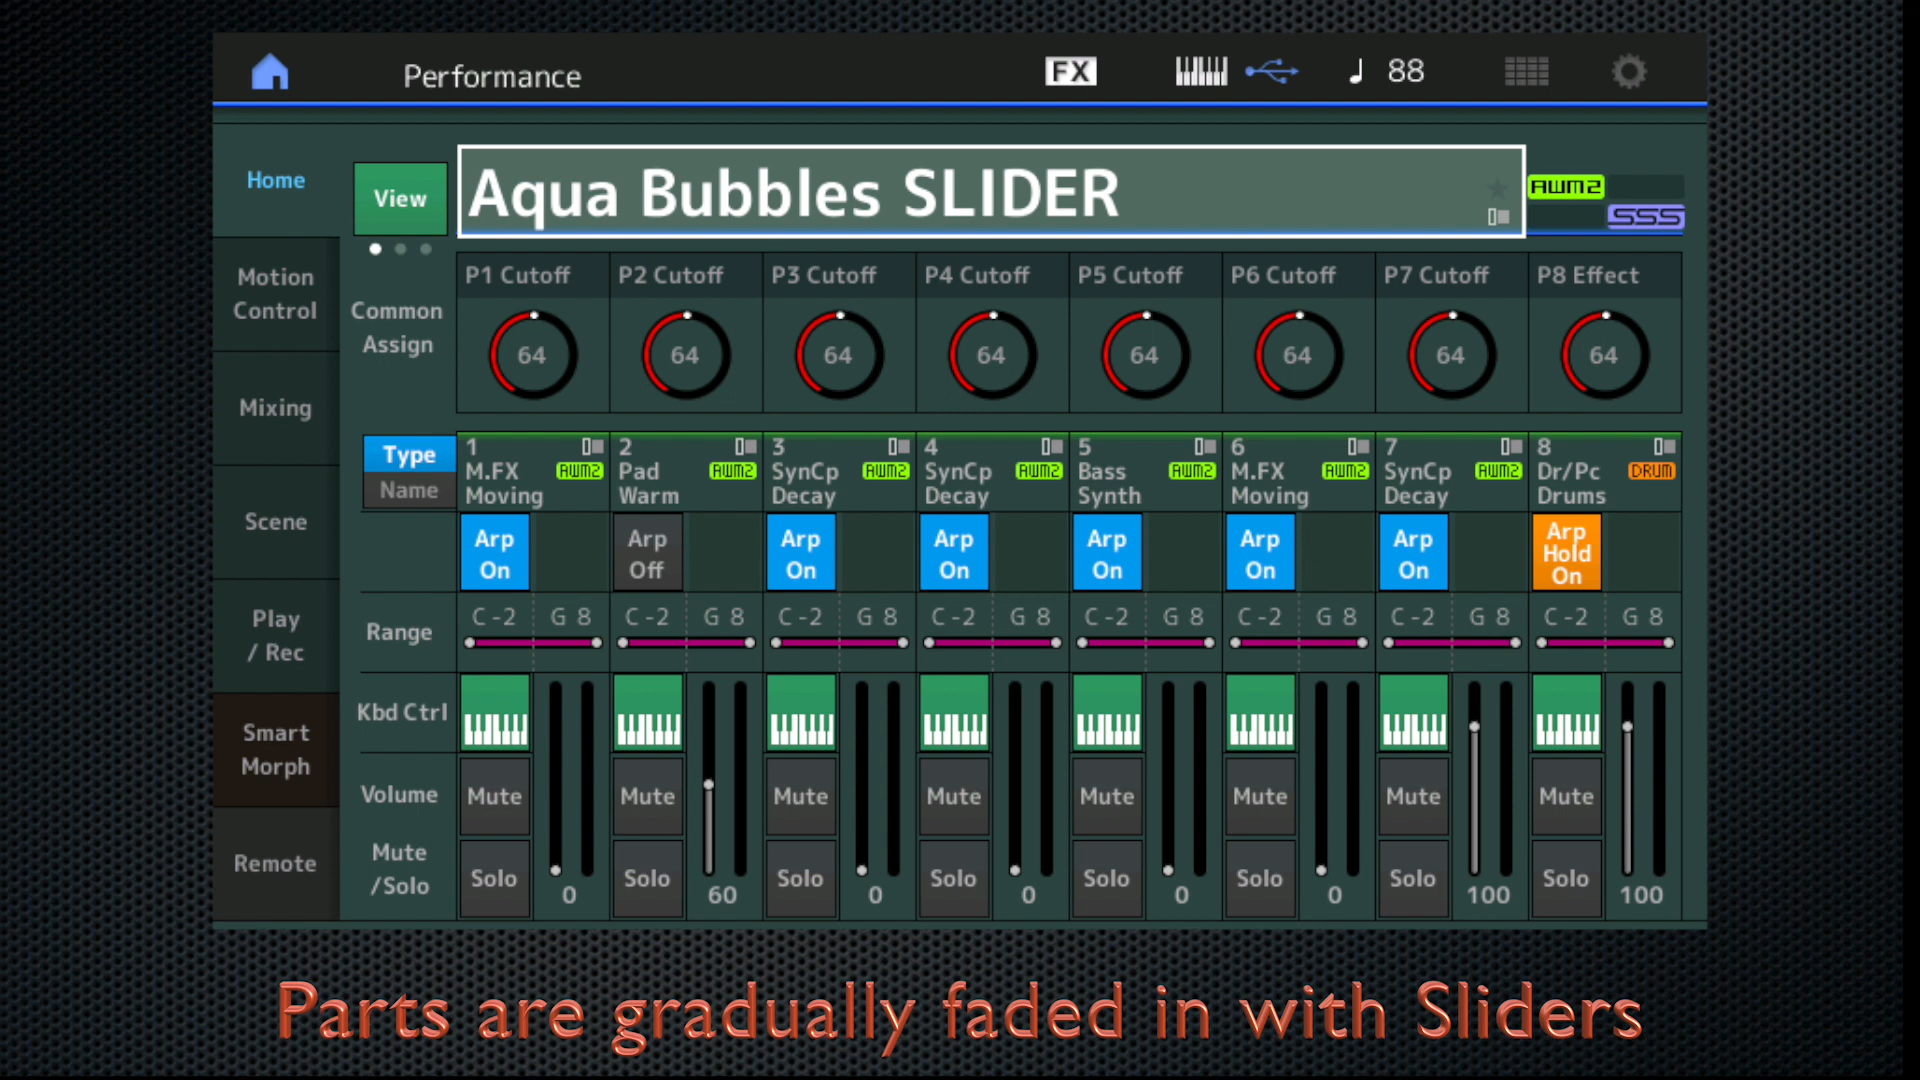 Performance FX 88
Home
View
Aqua Bubbles SLIDER
AWM2
SSS
Motion
Control
Mixing
Scene
Play
/ Rec
Smart
Morph
Remote
Common
Assign
P1 Cutoff P2 Cutoff P3 Cutoff P4 Cutoff P5 Cutoff P6 Cutoff P7 Cutoff P8 Effect
64 64 64 64 64 64 64 64
Type
Name
1 2 3 4 5 6 7 8
M.FX AWM2 Pad AWM2 SynCp AWM2 SynCp AWM2 Bass AWM2 M.FX AWM2 SynCp AWM2 Dr/Pc DRUM
Moving Warm Decay Decay Synth Moving Decay Drums
Arp On Arp Off Arp On Arp On Arp On Arp On Arp On Arp Hold On
Range
C -2 G 8 C -2 G 8 C -2 G 8 C -2 G 8 C -2 G 8 C -2 G 8 C -2 G 8 C -2 G 8
Kbd Ctrl
Volume
Mute Mute Mute Mute Mute Mute Mute Mute
Mute
/Solo
Solo Solo Solo Solo Solo Solo Solo Solo
0 60 0 0 0 0 100 100
Parts are gradually faded in with Sliders